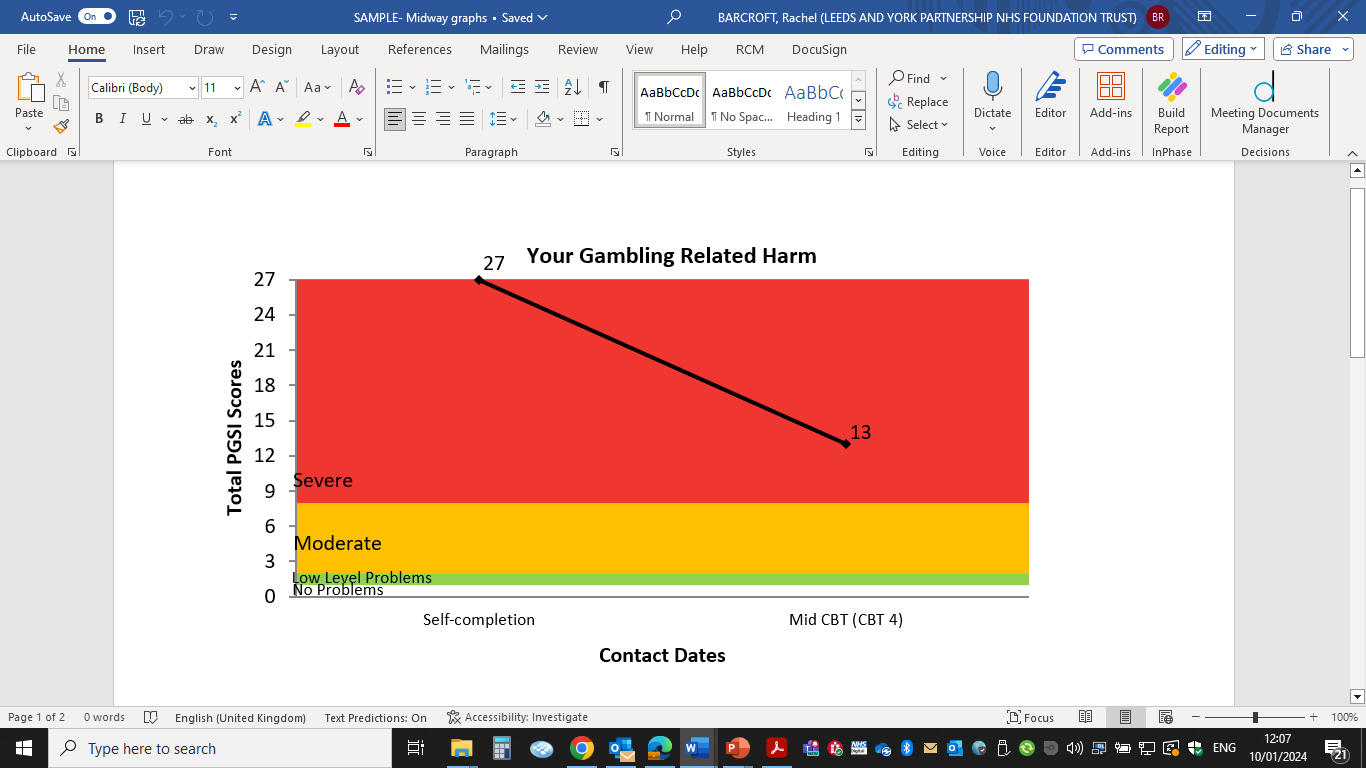 AutoSave On SAMPLE- Midway graphs • Saved BARCROFT, Rachel (LEEDS AND YORK PARTNERSHIP NHS FOUNDATION TRUST) BR
File Home Insert Draw Design Layout References Mailings Review View Help RCM DocuSign Comments Editing Share
Calibri (Body) 11 Aa AaBbCcDc AaBbCcDc AaBbCc Find
Paste B I U ab x₂ x² A A ¶ Normal ¶ No Spac... Heading 1 Replace Dictate Editor Add-ins Build Report Meeting Documents Manager
Select
Clipboard Font Paragraph Styles Editing Voice Editor Add-ins InPhase Decisions
Your Gambling Related Harm
27
27
24
21
18
15
13
12
Severe
9
6
Moderate
3
Low Level Problems
No Problems
0
Total PGSI Scores
Self-completion Mid CBT (CBT 4)
Contact Dates
Page 1 of 2 0 words English (United Kingdom) Text Predictions: On Accessibility: Investigate Focus 100%
Type here to search ENG 12:07
10/01/2024 21